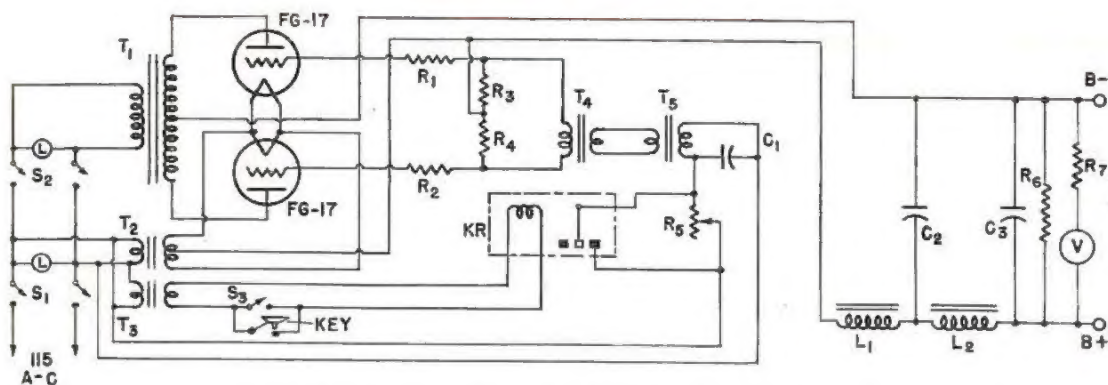 FG-17
T1
R1
R3
T4
T5
C1
R4
R2
FG-17
L
S2
T2
L
S1
T3
S3
KEY
KR
R5
115
A-C
B-
R6
R7
C2
C3
V
L1
L2
B+